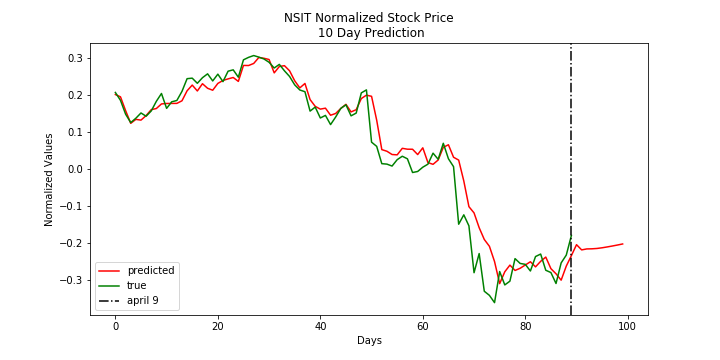 NSIT Normalized Stock Price
10 Day Prediction
Normalized Values
0.3
0.2
0.1
0.0
−0.1
−0.2
−0.3
predicted
true
april 9
0 20 40 60 80 100
Days